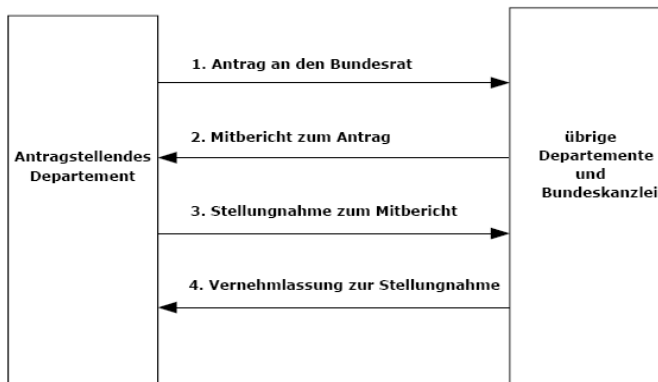 1. Antrag an den Bundesrat
2. Mitbericht zum Antrag
Antragstellendes
Departement
übrige
Departemente
und
Bundeskanzlei
3. Stellungnahme zum Mitbericht
4. Vernehmlassung zur Stellungnahme